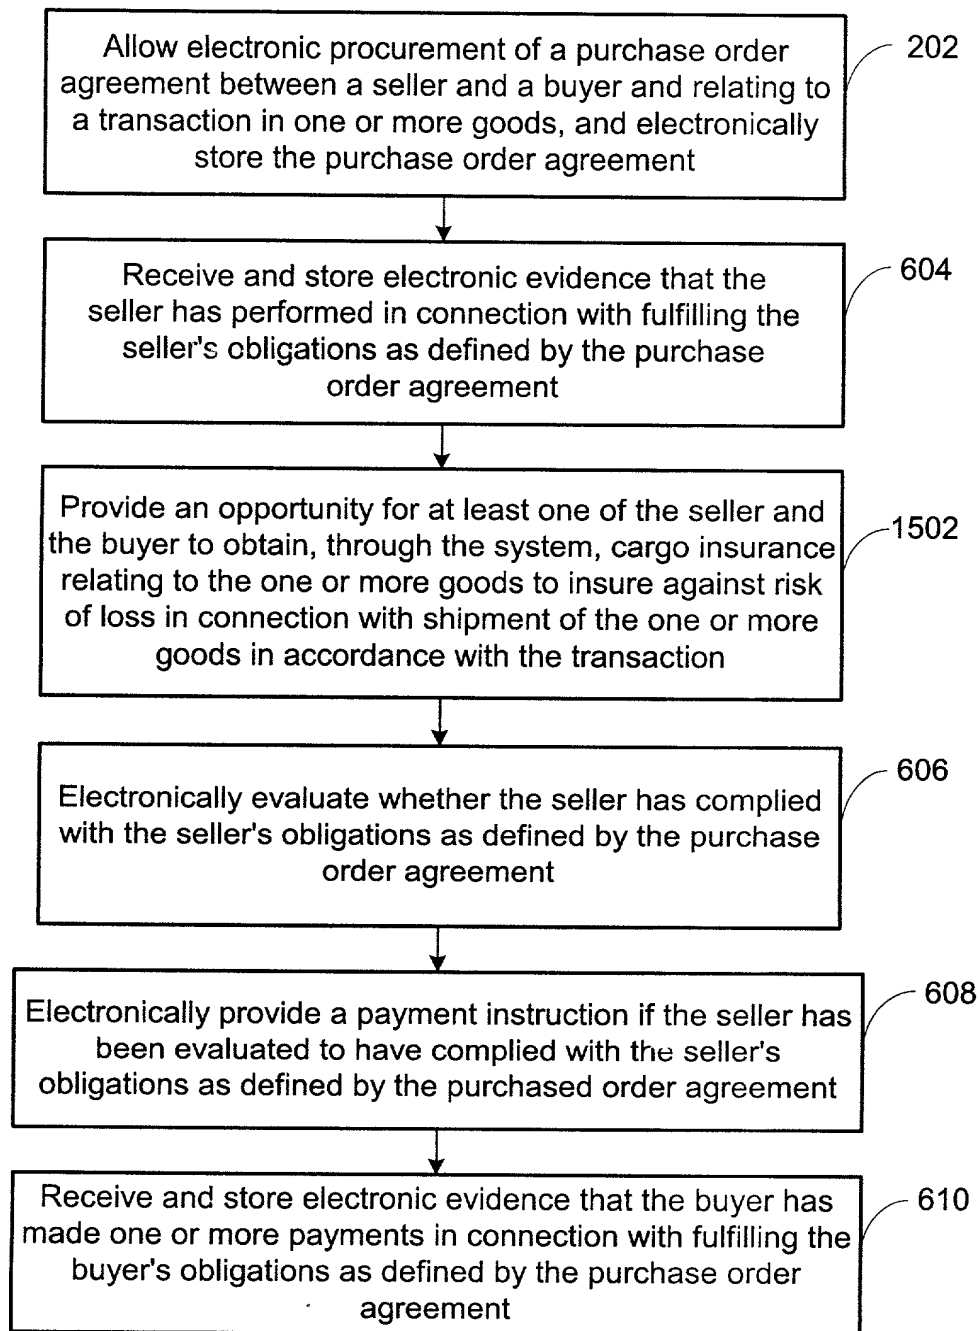 Allow electronic procurement of a purchase order
agreement between a seller and a buyer and relating to
a transaction in one or more goods, and electronically
store the purchase order agreement
202
Receive and store electronic evidence that the
seller has performed in connection with fulfilling the
seller's obligations as defined by the purchase
order agreement
604
Provide an opportunity for at least one of the seller and
the buyer to obtain, through the system, cargo insurance
relating to the one or more goods to insure against risk
of loss in connection with shipment of the one or more
goods in accordance with the transaction
1502
Electronically evaluate whether the seller has complied
with the seller's obligations as defined by the purchase
order agreement
606
Electronically provide a payment instruction if the seller has
been evaluated to have complied with the seller's
obligations as defined by the purchased order agreement
608
Receive and store electronic evidence that the buyer has
made one or more payments in connection with fulfilling the
buyer's obligations as defined by the purchase order
agreement
610